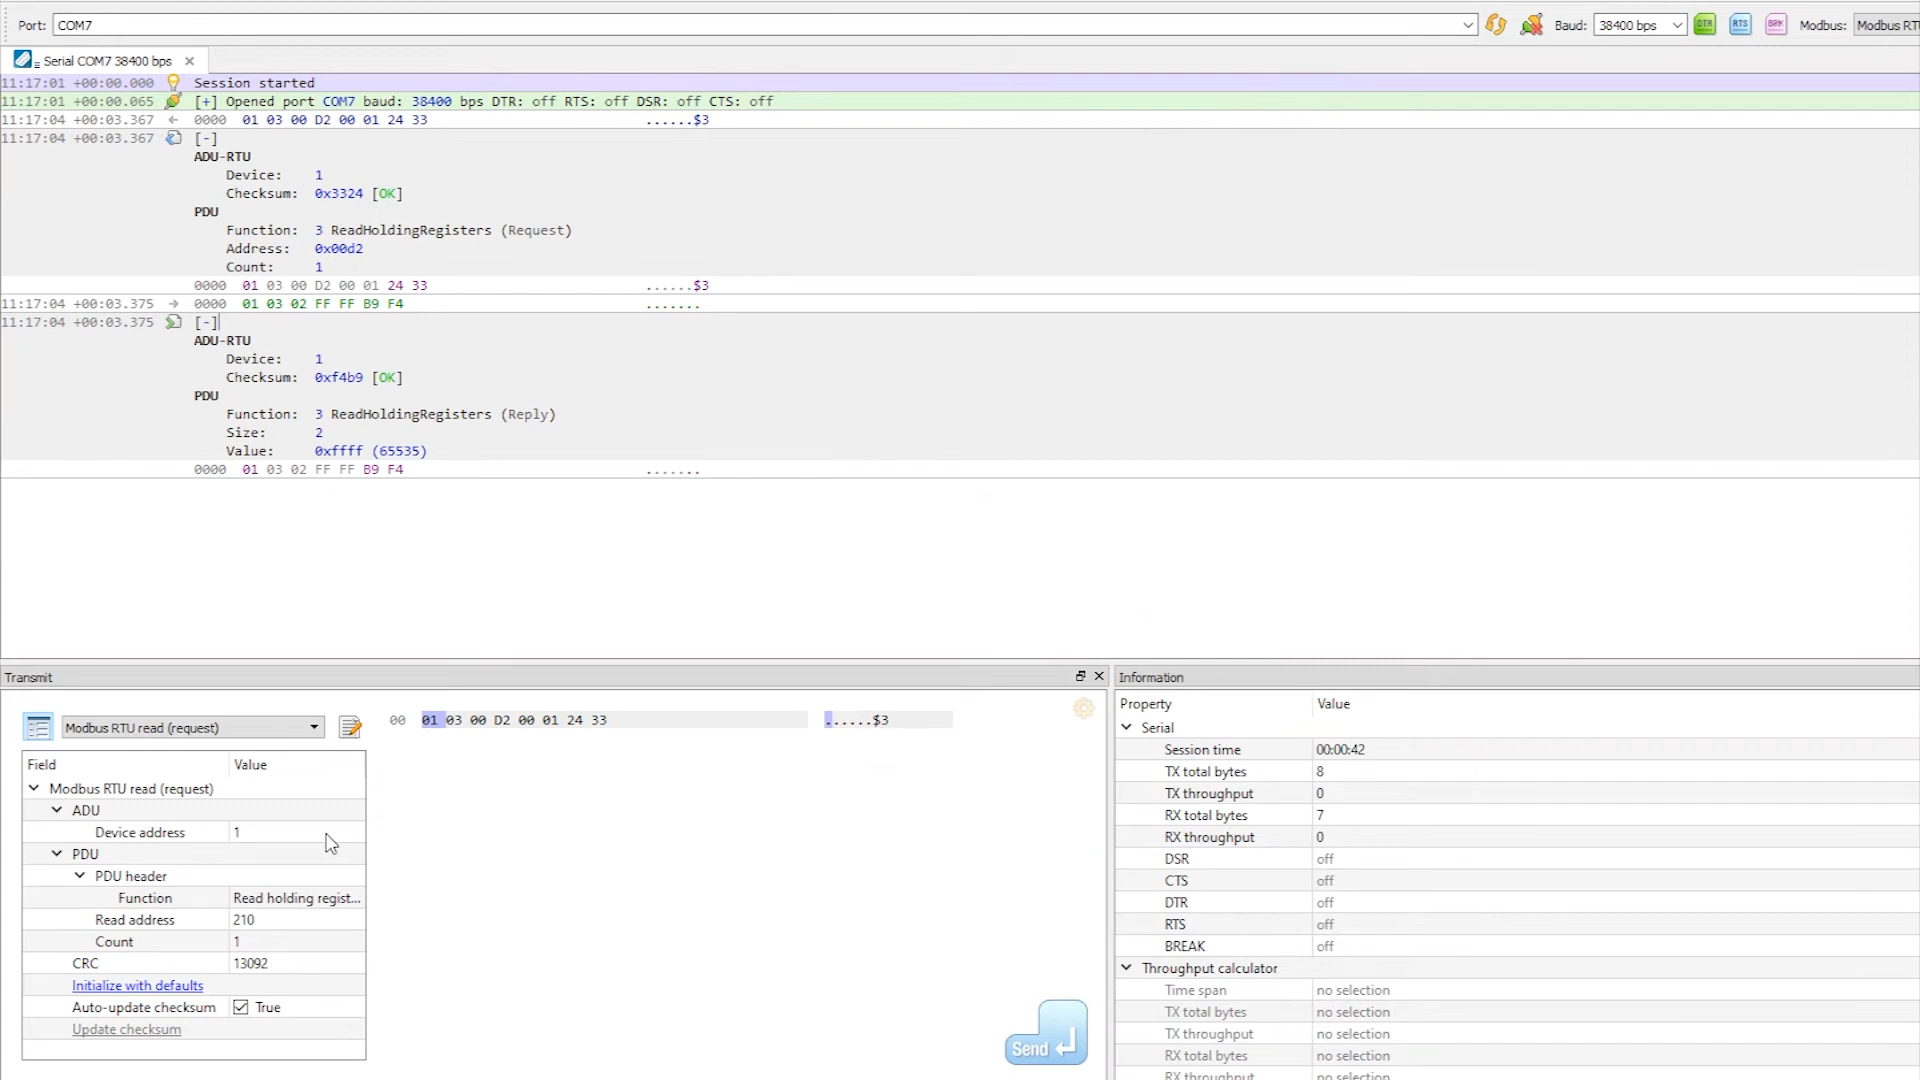 Port: COM7 Baud: 38400 bps DTR RTS BRK Modbus: Modbus RTU
Serial COM7 38400 bps
11:17:01 +00:00.000 Session started
11:17:01 +00:00.065 [+] Opened port COM7 baud: 38400 bps DTR: off RTS: off DSR: off CTS: off
11:17:04 +00:03.367 0000 01 03 00 D2 00 01 24 33 ......$3
11:17:04 +00:03.367 [-]
ADU-RTU
Device: 1
Checksum: 0x3324 [OK]
PDU
Function: 3 ReadHoldingRegisters (Request)
Address: 0x00d2
Count: 1
0000 01 03 00 D2 00 01 24 33 ......$3
11:17:04 +00:03.375 0000 01 03 02 FF FF B9 F4 .......
11:17:04 +00:03.375 [-]
ADU-RTU
Device: 1
Checksum: 0xf4b9 [OK]
PDU
Function: 3 ReadHoldingRegisters (Reply)
Size: 2
Value: 0xffff (65535)
0000 01 03 02 FF FF B9 F4 .......
Transmit
Modbus RTU read (request)
00 01 03 00 D2 00 01 24 33 ......$3
Field Value
Modbus RTU read (request)
ADU
Device address 1
PDU
PDU header
Function Read holding regist...
Read address 210
Count 1
CRC 13092
Initialize with defaults
Auto-update checksum True
Update checksum
Send
Information
Property Value
Serial
Session time 00:00:42
TX total bytes 8
TX throughput 0
RX total bytes 7
RX throughput 0
DSR off
CTS off
DTR off
RTS off
BREAK off
Throughput calculator
Time span no selection
TX total bytes no selection
TX throughput no selection
RX total bytes no selection
RX throughput no selection